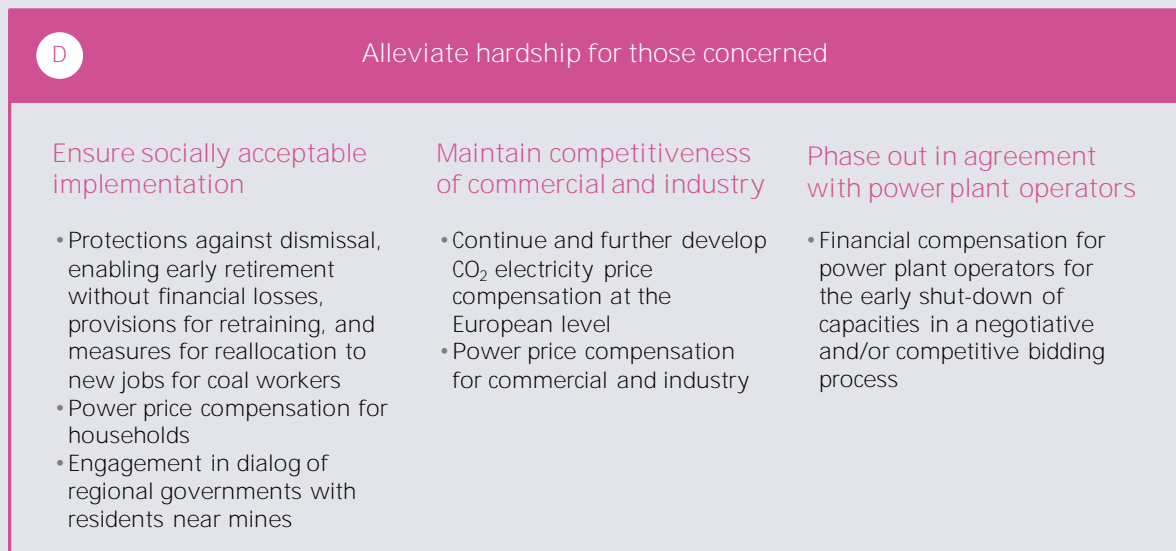 D
Alleviate hardship for those concerned
Ensure socially acceptable
implementation
• Protections against dismissal,
enabling early retirement
without financial losses,
provisions for retraining, and
measures for reallocation to
new jobs for coal workers
• Power price compensation for
households
• Engagement in dialog of
regional governments with
residents near mines
Maintain competitiveness
of commercial and industry
• Continue and further develop
CO₂ electricity price
compensation at the
European level
• Power price compensation
for commercial and industry
Phase out in agreement
with power plant operators
• Financial compensation for
power plant operators for
the early shut-down of
capacities in a negotiative
and/or competitive bidding
process